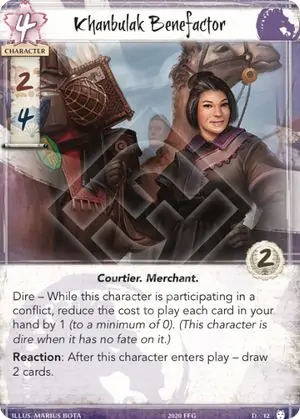 4
Khanbulak Benefactor
CHARACTER
2
4
2
Courtier. Merchant.
Dire – While this character is participating in a
conflict, reduce the cost to play each card in your
hand by 1 (to a minimum of 0). (This character is
dire when it has no fate on it.)
Reaction: After this character enters play – draw
2 cards.
ILLUS. MARIUS BOTA
© 2020 FFG
D 12